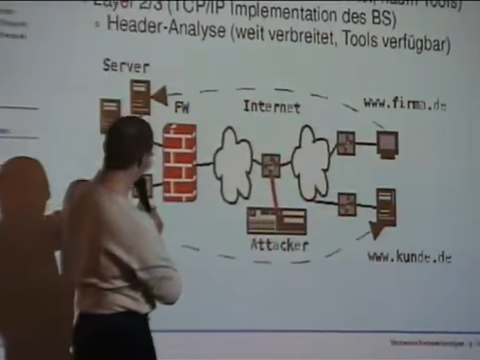 Layer 2/3 (TCP/IP Implementation des BS)
Header-Analyse (weit verbreitet, Tools verfügbar)
Server
FW
Internet
www.firma.de
Attacker
www.kunde.de